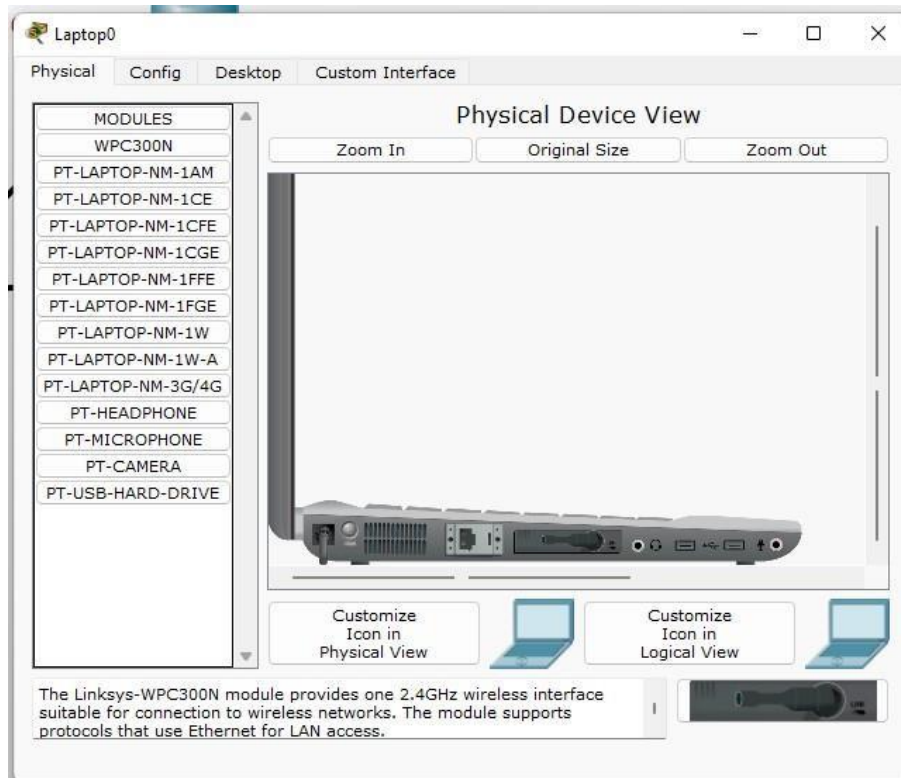 Laptop0
Physical Config Desktop Custom Interface
MODULES
WPC300N
PT-LAPTOP-NM-1AM
PT-LAPTOP-NM-1CE
PT-LAPTOP-NM-1CFE
PT-LAPTOP-NM-1CGE
PT-LAPTOP-NM-1FFE
PT-LAPTOP-NM-1FGE
PT-LAPTOP-NM-1W
PT-LAPTOP-NM-1W-A
PT-LAPTOP-NM-3G/4G
PT-HEADPHONE
PT-MICROPHONE
PT-CAMERA
PT-USB-HARD-DRIVE
Physical Device View
Zoom In Original Size Zoom Out
Customize
Icon in
Physical View
Customize
Icon in
Logical View
The Linksys-WPC300N module provides one 2.4GHz wireless interface
suitable for connection to wireless networks. The module supports
protocols that use Ethernet for LAN access.